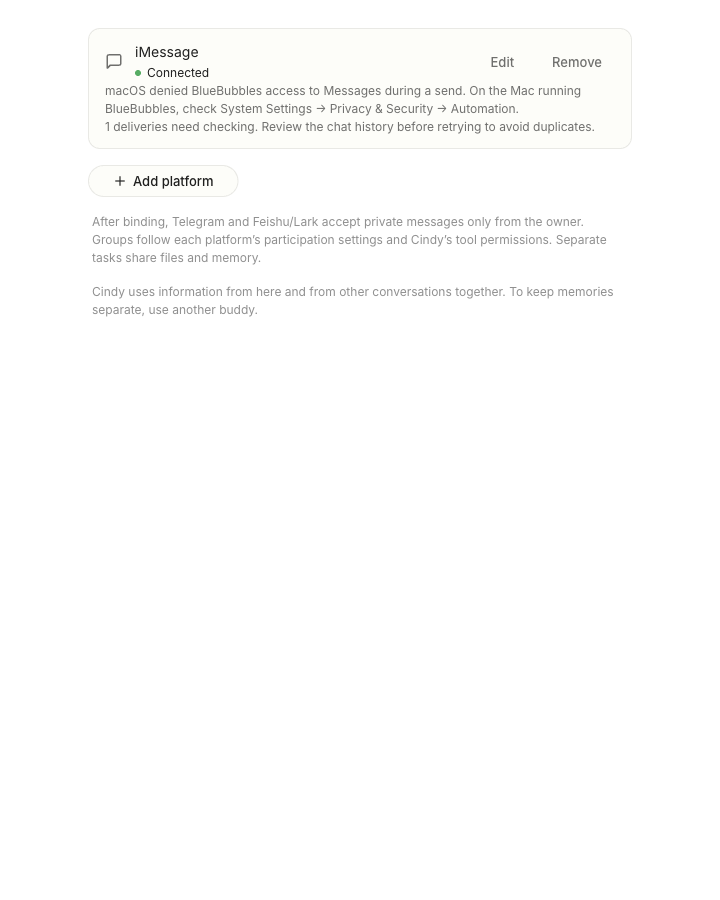 iMessage
Connected
Edit
Remove
macOS denied BlueBubbles access to Messages during a send. On the Mac running
BlueBubbles, check System Settings → Privacy & Security → Automation.
1 deliveries need checking. Review the chat history before retrying to avoid duplicates.
+ Add platform
After binding, Telegram and Feishu/Lark accept private messages only from the owner.
Groups follow each platform’s participation settings and Cindy’s tool permissions. Separate
tasks share files and memory.
Cindy uses information from here and from other conversations together. To keep memories
separate, use another buddy.